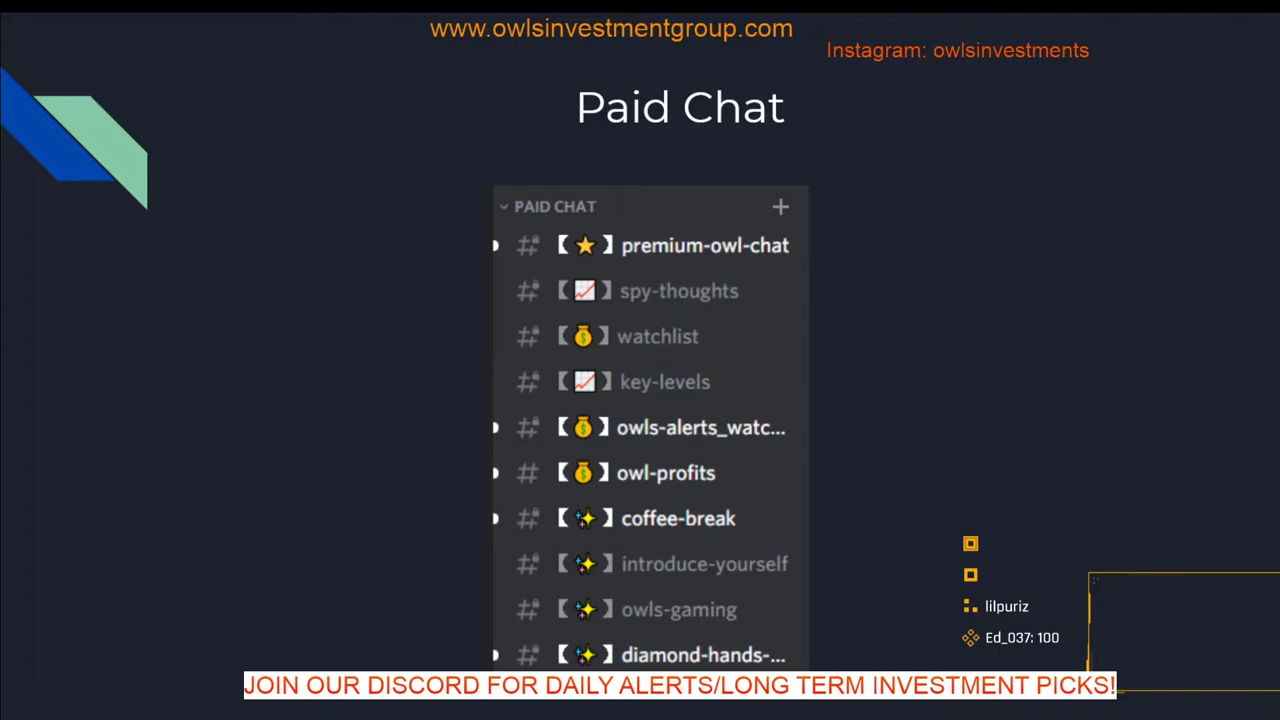 www.owlsinvestmentgroup.com
Instagram: owlsinvestments
Paid Chat
PAID CHAT
premium-owl-chat
spy-thoughts
watchlist
key-levels
owls-alerts_watc...
owl-profits
coffee-break
introduce-yourself
owls-gaming
diamond-hands-...
lilpuriz
Ed_037: 100
JOIN OUR DISCORD FOR DAILY ALERTS/LONG TERM INVESTMENT PICKS!